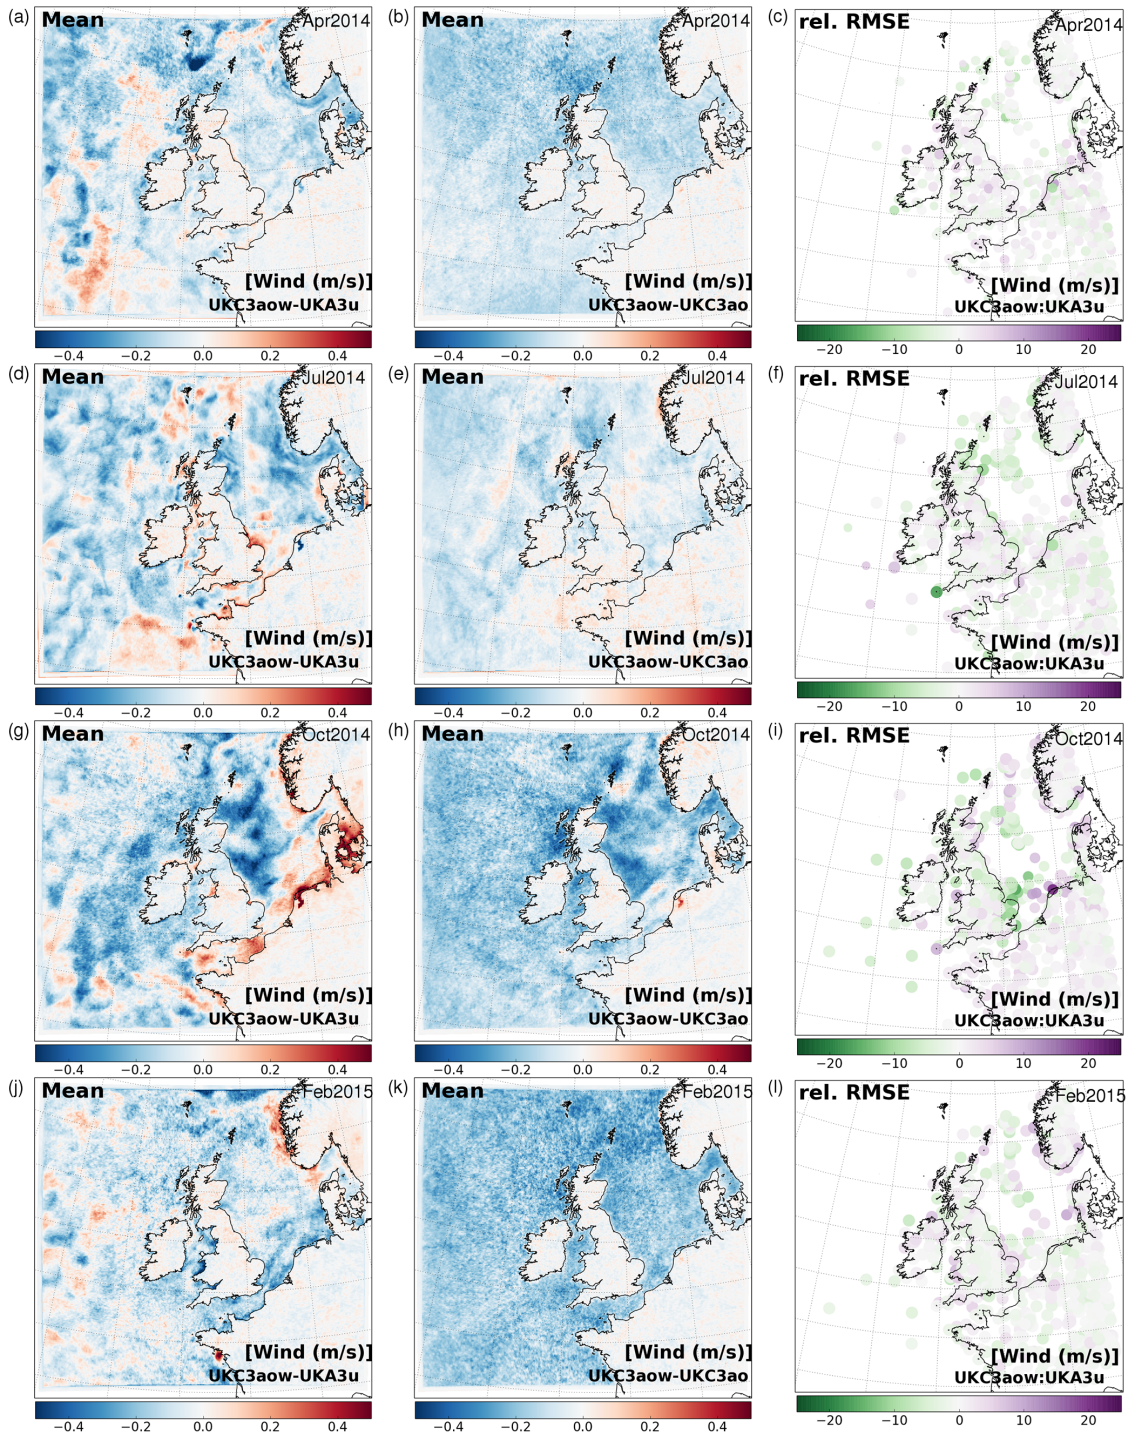 (a) Mean Apr2014
[Wind (m/s)]
UKC3aow-UKA3u
−0.4 −0.2 0.0 0.2 0.4
(b) Mean Apr2014
[Wind (m/s)]
UKC3aow-UKC3ao
−0.4 −0.2 0.0 0.2 0.4
(c) rel. RMSE Apr2014
[Wind (m/s)]
UKC3aow:UKA3u
−20 −10 0 10 20
(d) Mean Jul2014
[Wind (m/s)]
UKC3aow-UKA3u
−0.4 −0.2 0.0 0.2 0.4
(e) Mean Jul2014
[Wind (m/s)]
UKC3aow-UKC3ao
−0.4 −0.2 0.0 0.2 0.4
(f) rel. RMSE Jul2014
[Wind (m/s)]
UKC3aow:UKA3u
−20 −10 0 10 20
(g) Mean Oct2014
[Wind (m/s)]
UKC3aow-UKA3u
−0.4 −0.2 0.0 0.2 0.4
(h) Mean Oct2014
[Wind (m/s)]
UKC3aow-UKC3ao
−0.4 −0.2 0.0 0.2 0.4
(i) rel. RMSE Oct2014
[Wind (m/s)]
UKC3aow:UKA3u
−20 −10 0 10 20
(j) Mean Feb2015
[Wind (m/s)]
UKC3aow-UKA3u
−0.4 −0.2 0.0 0.2 0.4
(k) Mean Feb2015
[Wind (m/s)]
UKC3aow-UKC3ao
−0.4 −0.2 0.0 0.2 0.4
(l) rel. RMSE Feb2015
[Wind (m/s)]
UKC3aow:UKA3u
−20 −10 0 10 20